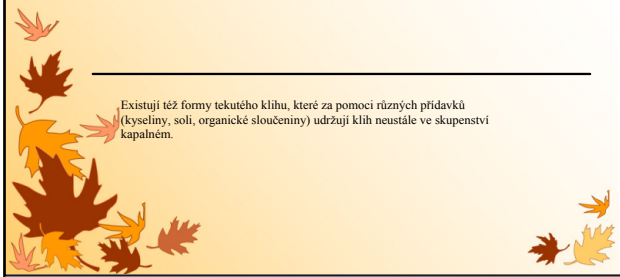 Existují též formy tekutého klihu, které za pomoci různých přídavků
(kyseliny, soli, organické sloučeniny) udržují klih neustále ve skupenství
kapalném.